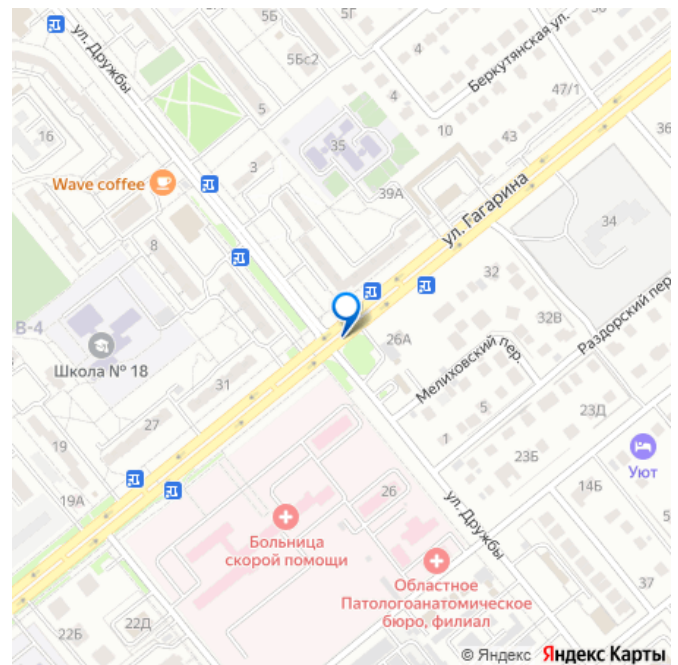 5Б
5Г
50
ул. Дружбы
5Бс2
4
Беркутянская ул.
47/1
4
5
16
35
10
43
36
3
Wave coffee
39А
ул. Гагарина
34
8
32
В-4
26А
32В
Раздорский пер.
Школа № 18
Мелиховский пер.
31
5
23Д
27
1
19
23Б
Уют
19А
14Б
26
5
ул. Дружбы
Больница
скорой помощи
Областное
Патологоанатомическое
бюро, филиал
37
22Д
22Б
© Яндекс Яндекс Карты